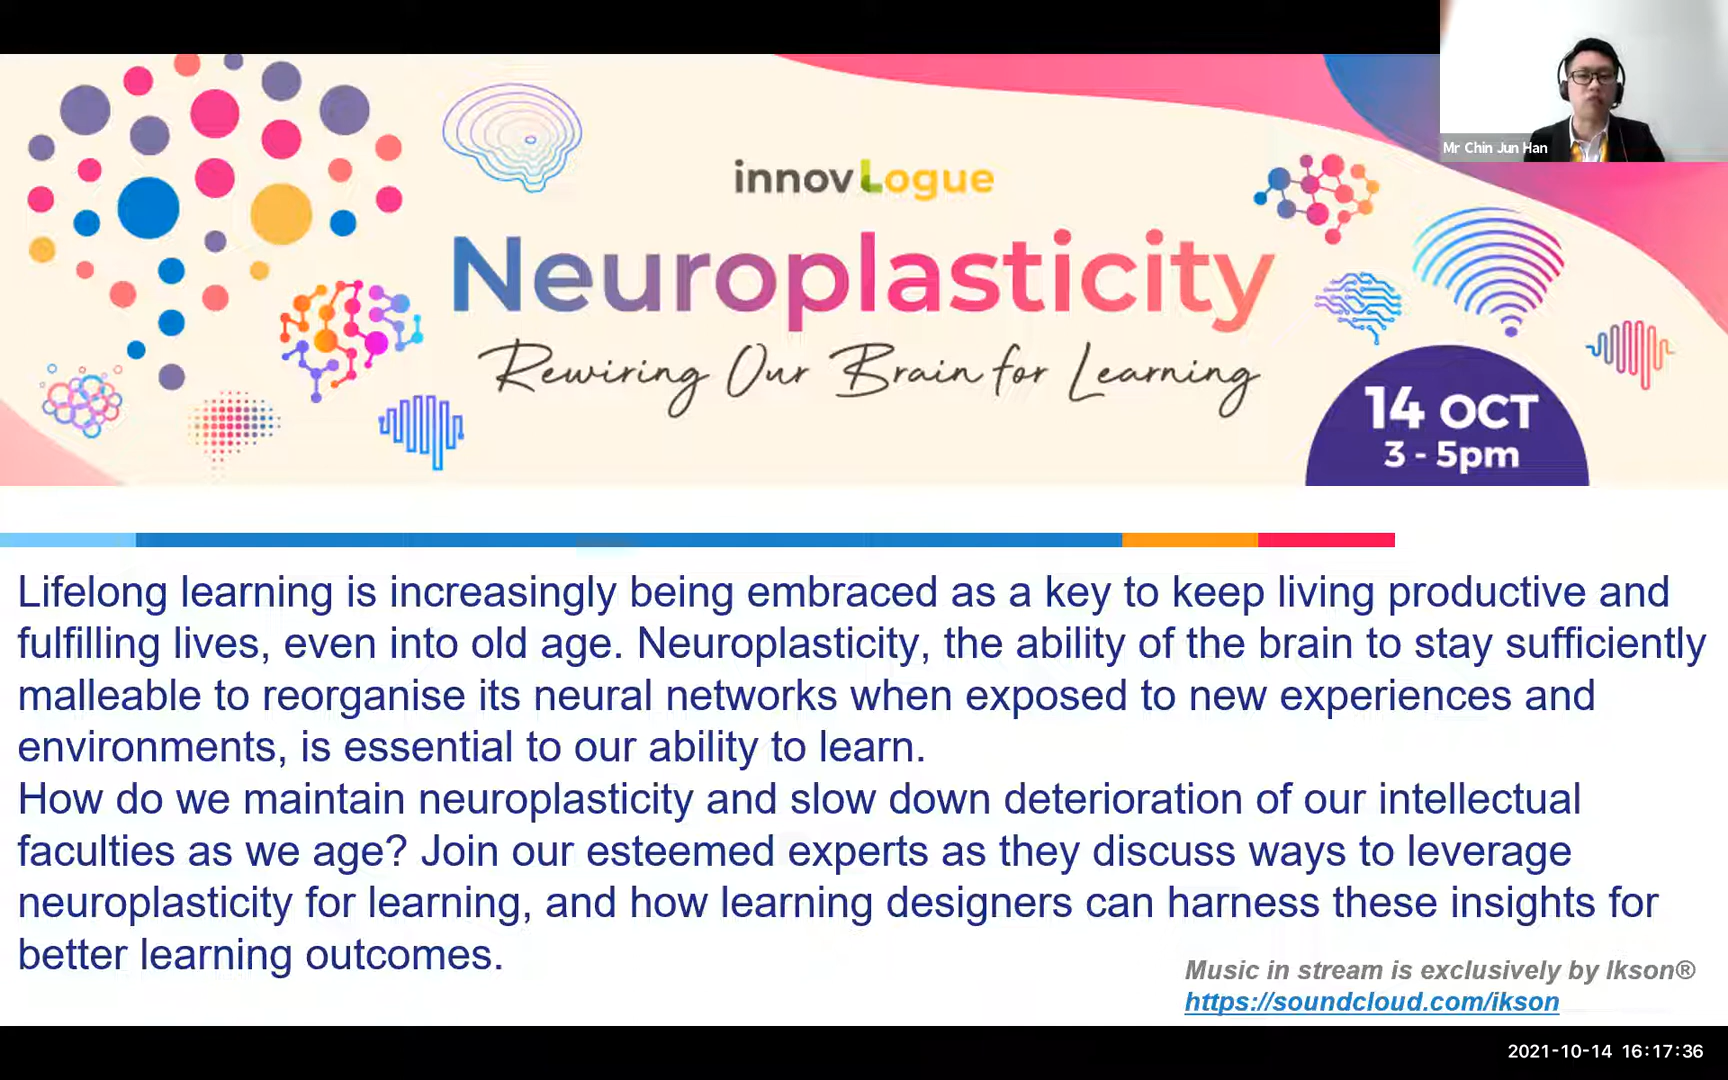 Mr Chin Jun Han
innovLogue
Neuroplasticity
Rewiring Our Brain for Learning
14 OCT
3 - 5pm
Lifelong learning is increasingly being embraced as a key to keep living productive and
fulfilling lives, even into old age. Neuroplasticity, the ability of the brain to stay sufficiently
malleable to reorganise its neural networks when exposed to new experiences and
environments, is essential to our ability to learn.
How do we maintain neuroplasticity and slow down deterioration of our intellectual
faculties as we age? Join our esteemed experts as they discuss ways to leverage
neuroplasticity for learning, and how learning designers can harness these insights for
better learning outcomes.
Music in stream is exclusively by Ikson®
https://soundcloud.com/ikson
2021-10-14 16:17:36